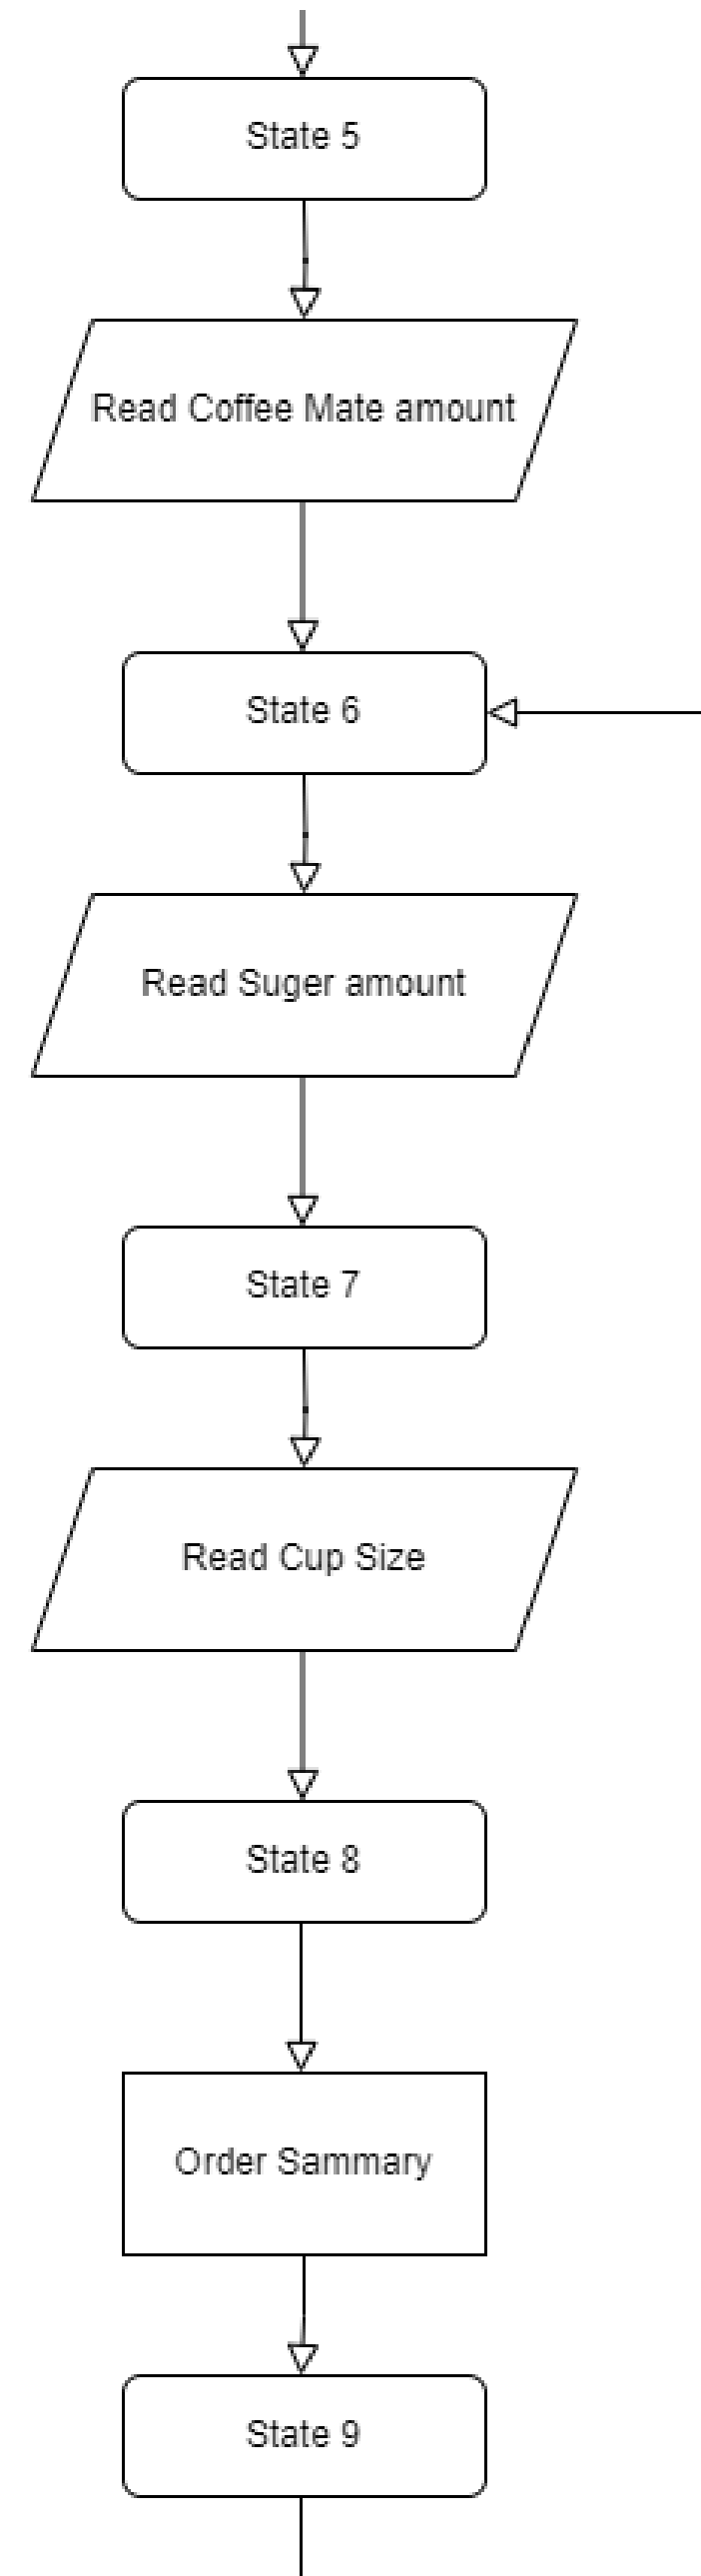 State 5
Read Coffee Mate amount
State 6
Read Suger amount
State 7
Read Cup Size
State 8
Order Sammary
State 9